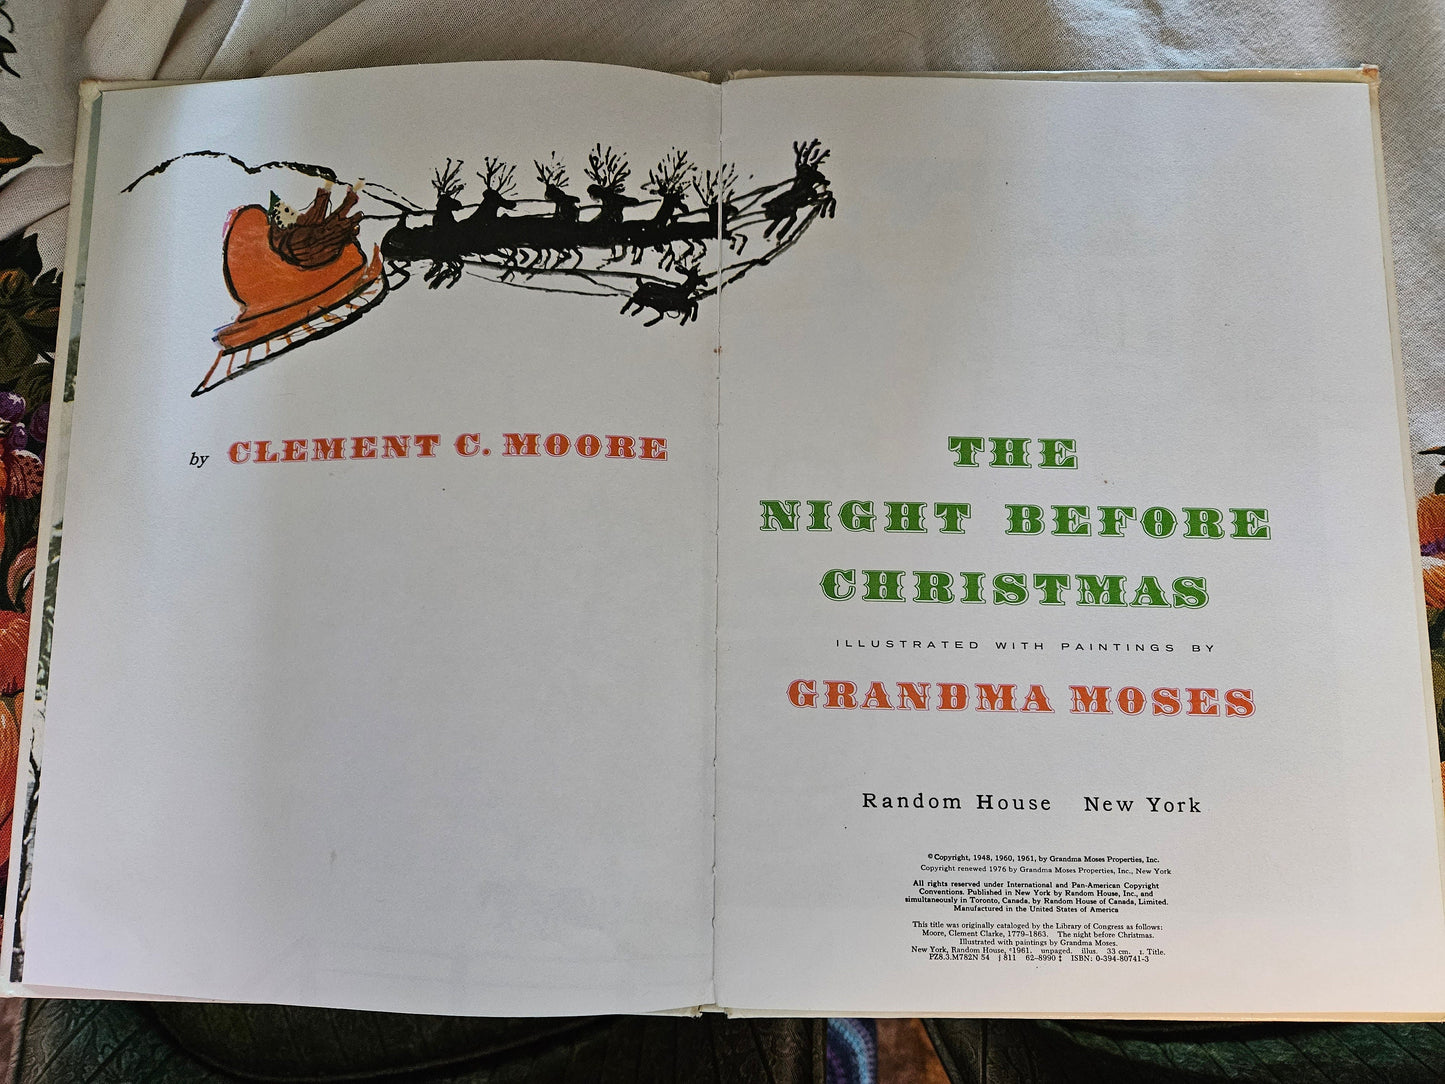 by CLEMENT C. MOORE
THE
NIGHT BEFORE
CHRISTMAS
ILLUSTRATED WITH PAINTINGS BY
GRANDMA MOSES
Random House New York
© Copyright, 1948, 1960, 1961, by Grandma Moses Properties, Inc.
Copyright renewed 1976 by Grandma Moses Properties, Inc., New York
All rights reserved under International and Pan-American Copyright
Conventions. Published in New York by Random House, Inc., and
simultaneously in Toronto, Canada, by Random House of Canada, Limited.
Manufactured in the United States of America
This title was originally cataloged by the Library of Congress as follows:
Moore, Clement Clarke, 1779–1863. The night before Christmas.
Illustrated with paintings by Grandma Moses.
New York, Random House, ©1961. unpaged. illus. 33 cm. I. Title.
PZ8.3.M782N 54 j 811 62–8990 ‡ ISBN: 0-394-80741-3